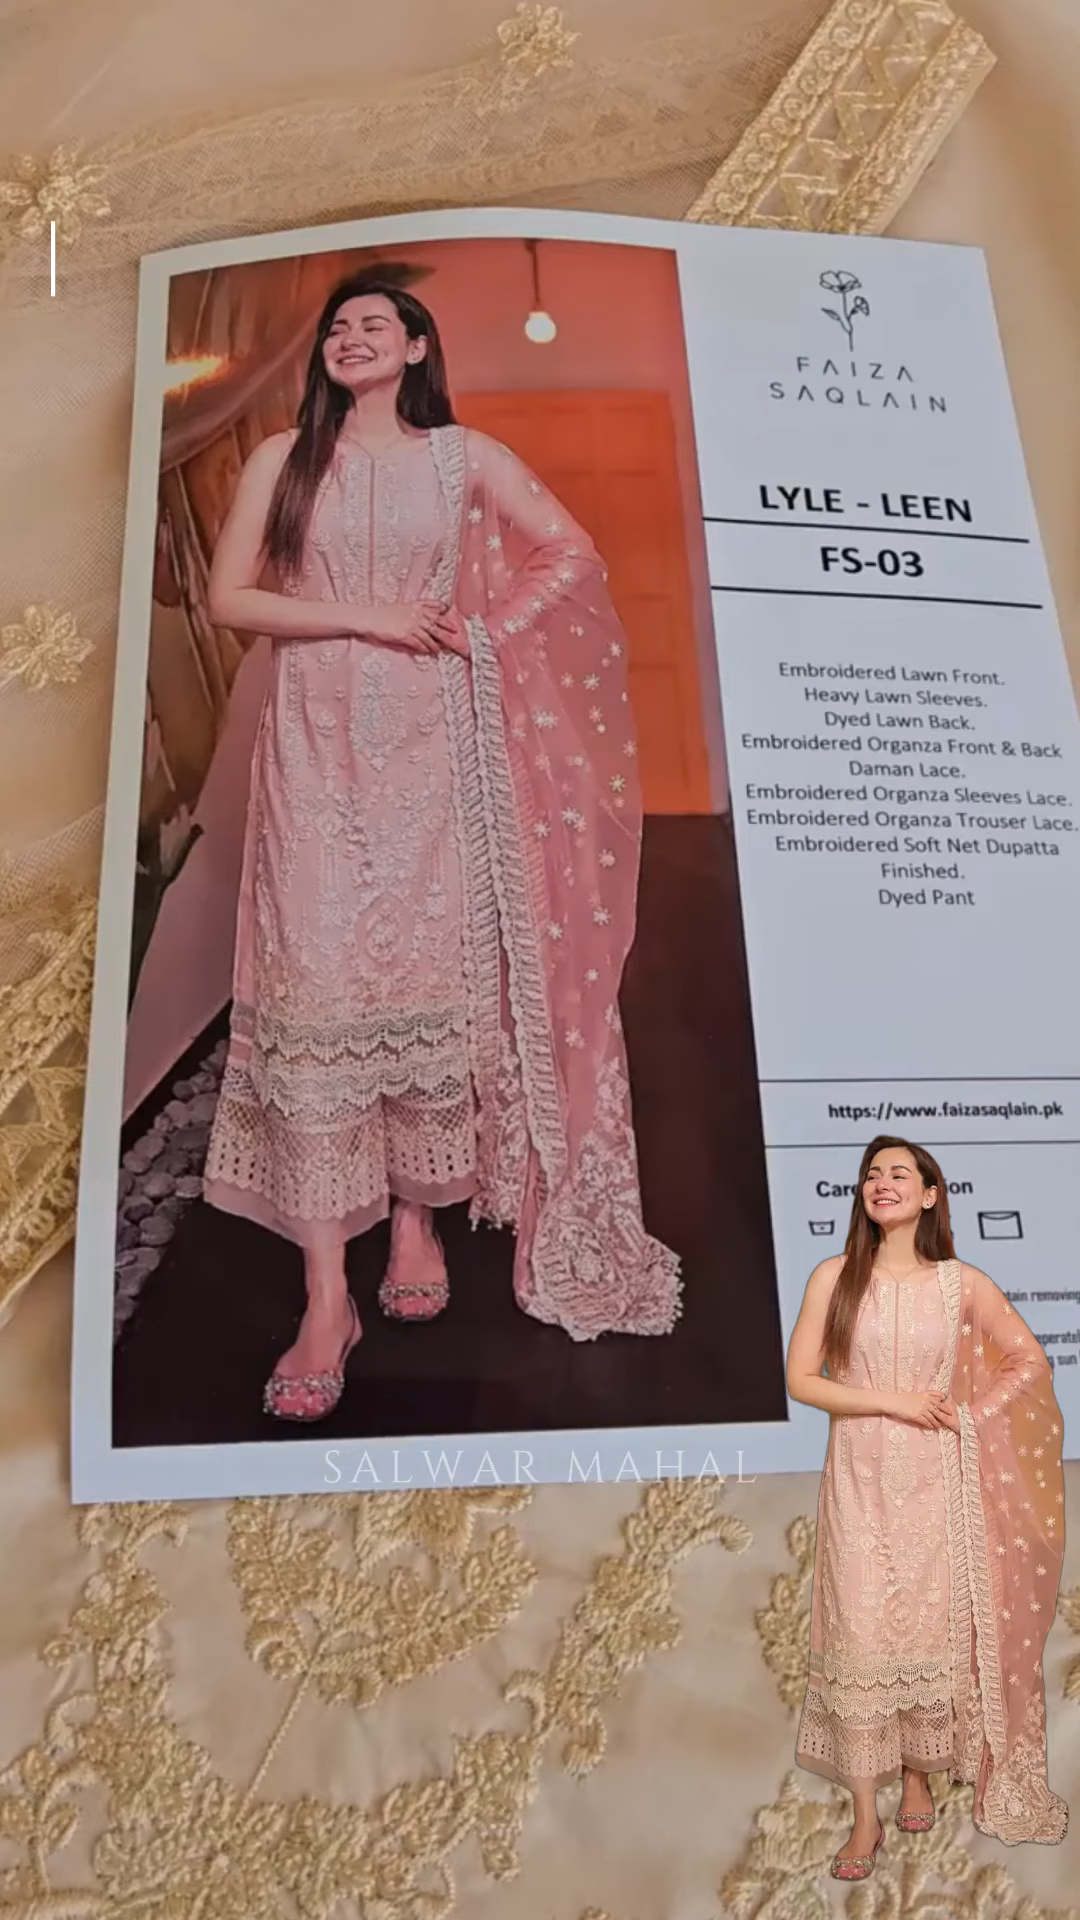 FAIZA
SAQLAIN
LYLE - LEEN
FS-03
Embroidered Lawn Front.
Heavy Lawn Sleeves.
Dyed Lawn Back.
Embroidered Organza Front & Back
Daman Lace.
Embroidered Organza Sleeves Lace.
Embroidered Organza Trouser Lace.
Embroidered Soft Net Dupatta
Finished.
Dyed Pant
https://www.faizasaqlain.pk
removing
sun
SALWAR MAHAL